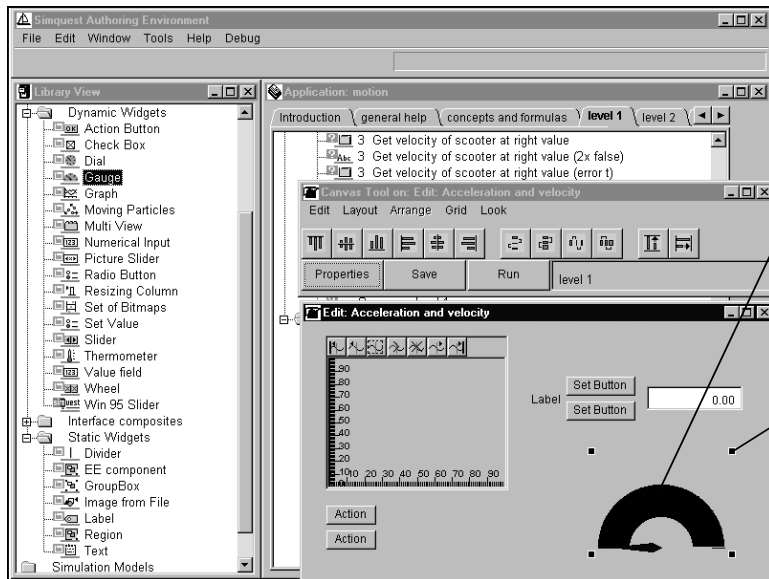 Simquest Authoring Environment
File Edit Window Tools Help Debug
Library View
Dynamic Widgets
OK Action Button
Check Box
Dial
Gauge
Graph
Moving Particles
Multi View
123 Numerical Input
Picture Slider
Radio Button
Resizing Column
Set of Bitmaps
Set Value
Slider
Thermometer
123 Value field
Wheel
Quest Win 95 Slider
Interface composites
Static Widgets
Divider
EE component
GroupBox
Image from File
Label
Region
Text
Simulation Models
Application: motion
Introduction general help concepts and formulas level 1 level 2
3 Get velocity of scooter at right value
Abc 3 Get velocity of scooter at right value (2x false)
3 Get velocity of scooter at right value (error t)
Canvas Tool on: Edit: Acceleration and velocity
Edit Layout Arrange Grid Look
Properties Save Run level 1
Edit: Acceleration and velocity
90
80
70
60
50
40
30
20
10
0 10 20 30 40 50 60 70 80 90
Label Set Button 0.00
Set Button
Action
Action